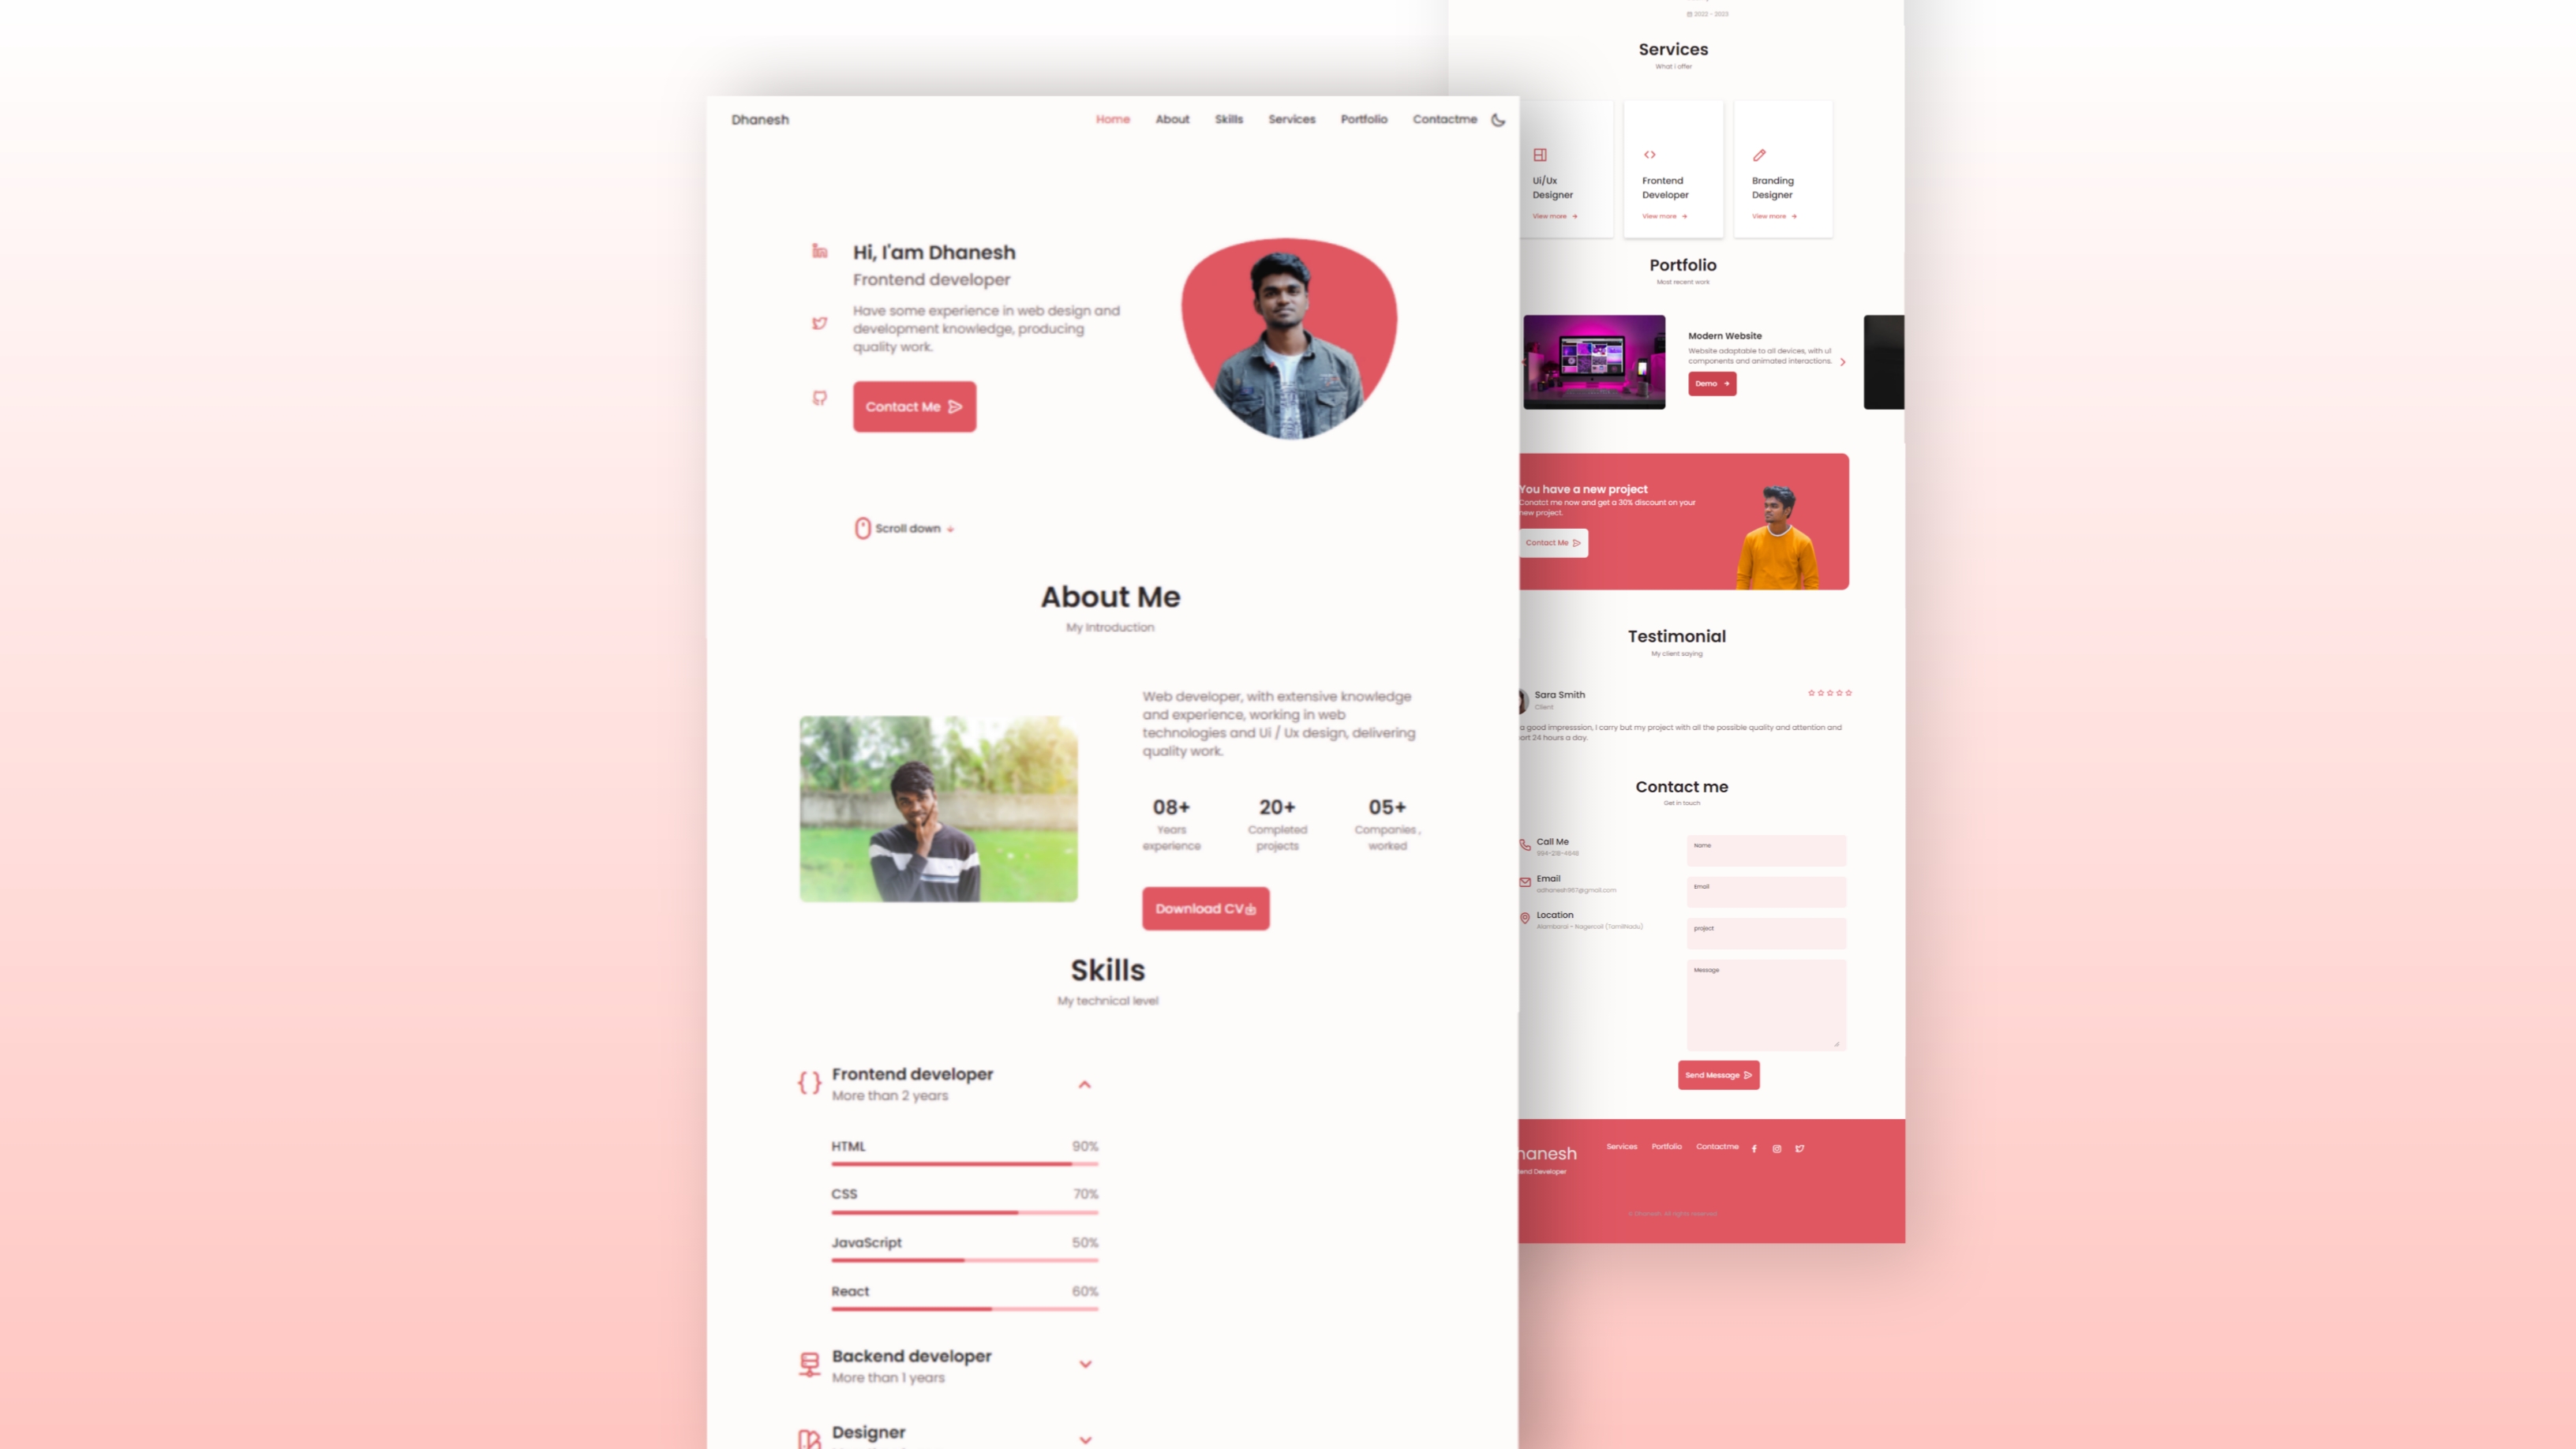 Dhanesh
Home About Skills Services Portfolio Contactme
Hi, I'am Dhanesh
Frontend developer
Have some experience in web design and
development knowledge, producing
quality work.
Contact Me
Scroll down
About Me
My Introduction
Web developer, with extensive knowledge
and experience, working in web
technologies and Ui / Ux design, delivering
quality work.
08+
Years
experience
20+
Completed
projects
05+
Companies ,
worked
Download CV
Skills
My technical level
Frontend developer
More than 2 years
HTML 90%
CSS 70%
JavaScript 50%
React 60%
Backend developer
More than 1 years
Designer
2022 - 2023
Services
What i offer
Ui/Ux
Designer
View more
Frontend
Developer
View more
Branding
Designer
View more
Portfolio
Most recent work
Modern Website
Website adaptable to all devices, with ui
components and animated interactions.
Demo
You have a new project
Conatct me now and get a 30% discount on your
new project.
Contact Me
Testimonial
My client saying
Sara Smith
Client
a good impresssion, I carry but my project with all the possible quality and attention and
ort 24 hours a day.
Contact me
Get in touch
Call Me
Email
Location
Name
Email
project
Message
Send Message
hanesh
end Developer
Services Portfolio Contactme
© Dhanesh. All rights reserved